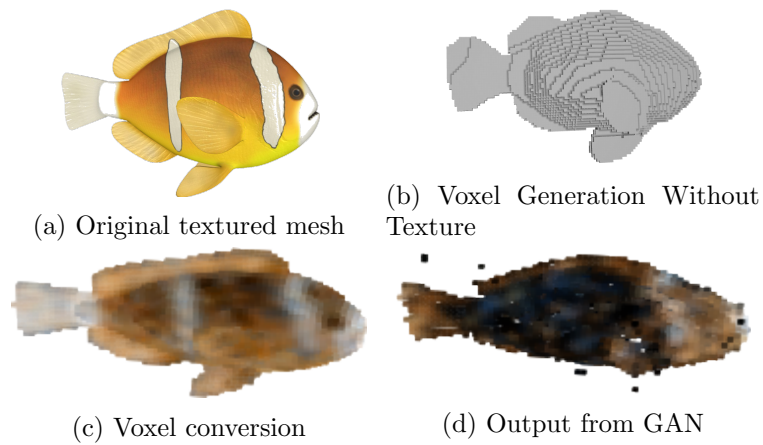 (a) Original textured mesh
(b) Voxel Generation Without
Texture
(c) Voxel conversion
(d) Output from GAN